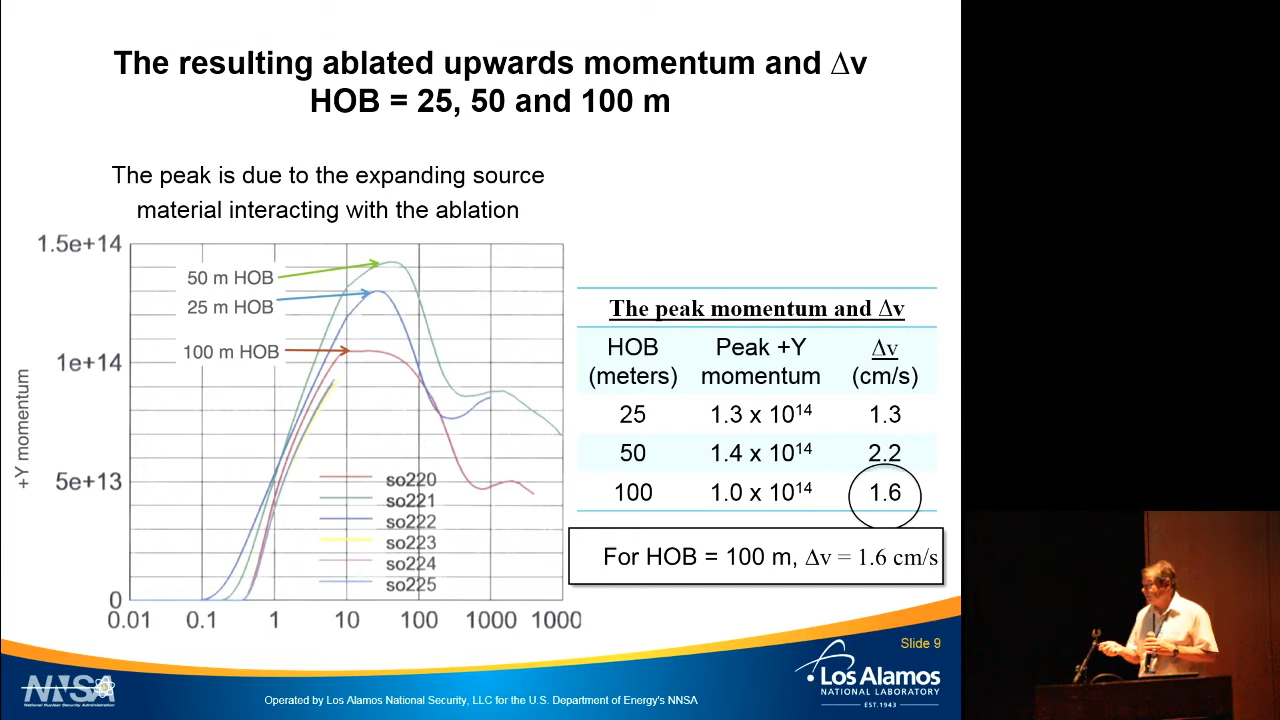 The resulting ablated upwards momentum and Δv
HOB = 25, 50 and 100 m
The peak is due to the expanding source
material interacting with the ablation
+Y momentum
1.5e+14
1e+14
5e+13
0
0.01 0.1 1 10 100 1000 1000
50 m HOB
25 m HOB
100 m HOB
so220
so221
so222
so223
so224
so225
The peak momentum and Δv
HOB Peak +Y Δv
(meters) momentum (cm/s)
25 1.3 x 10¹⁴ 1.3
50 1.4 x 10¹⁴ 2.2
100 1.0 x 10¹⁴ 1.6
For HOB = 100 m, Δv = 1.6 cm/s
Slide 9
NNSA
National Nuclear Security Administration
Operated by Los Alamos National Security, LLC for the U.S. Department of Energy's NNSA
Los Alamos
NATIONAL LABORATORY
EST.1943